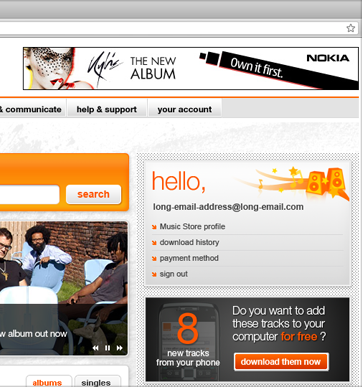 Kylie
THE NEW
ALBUM
Own it first.
NOKIA
& communicate
help & support
your account
search
hello,
long-email-address@long-email.com
Music Store profile
download history
payment method
sign out
w album out now
8
new tracks
from your phone
Do you want to add
these tracks to your
computer for free ?
download them now
albums
singles